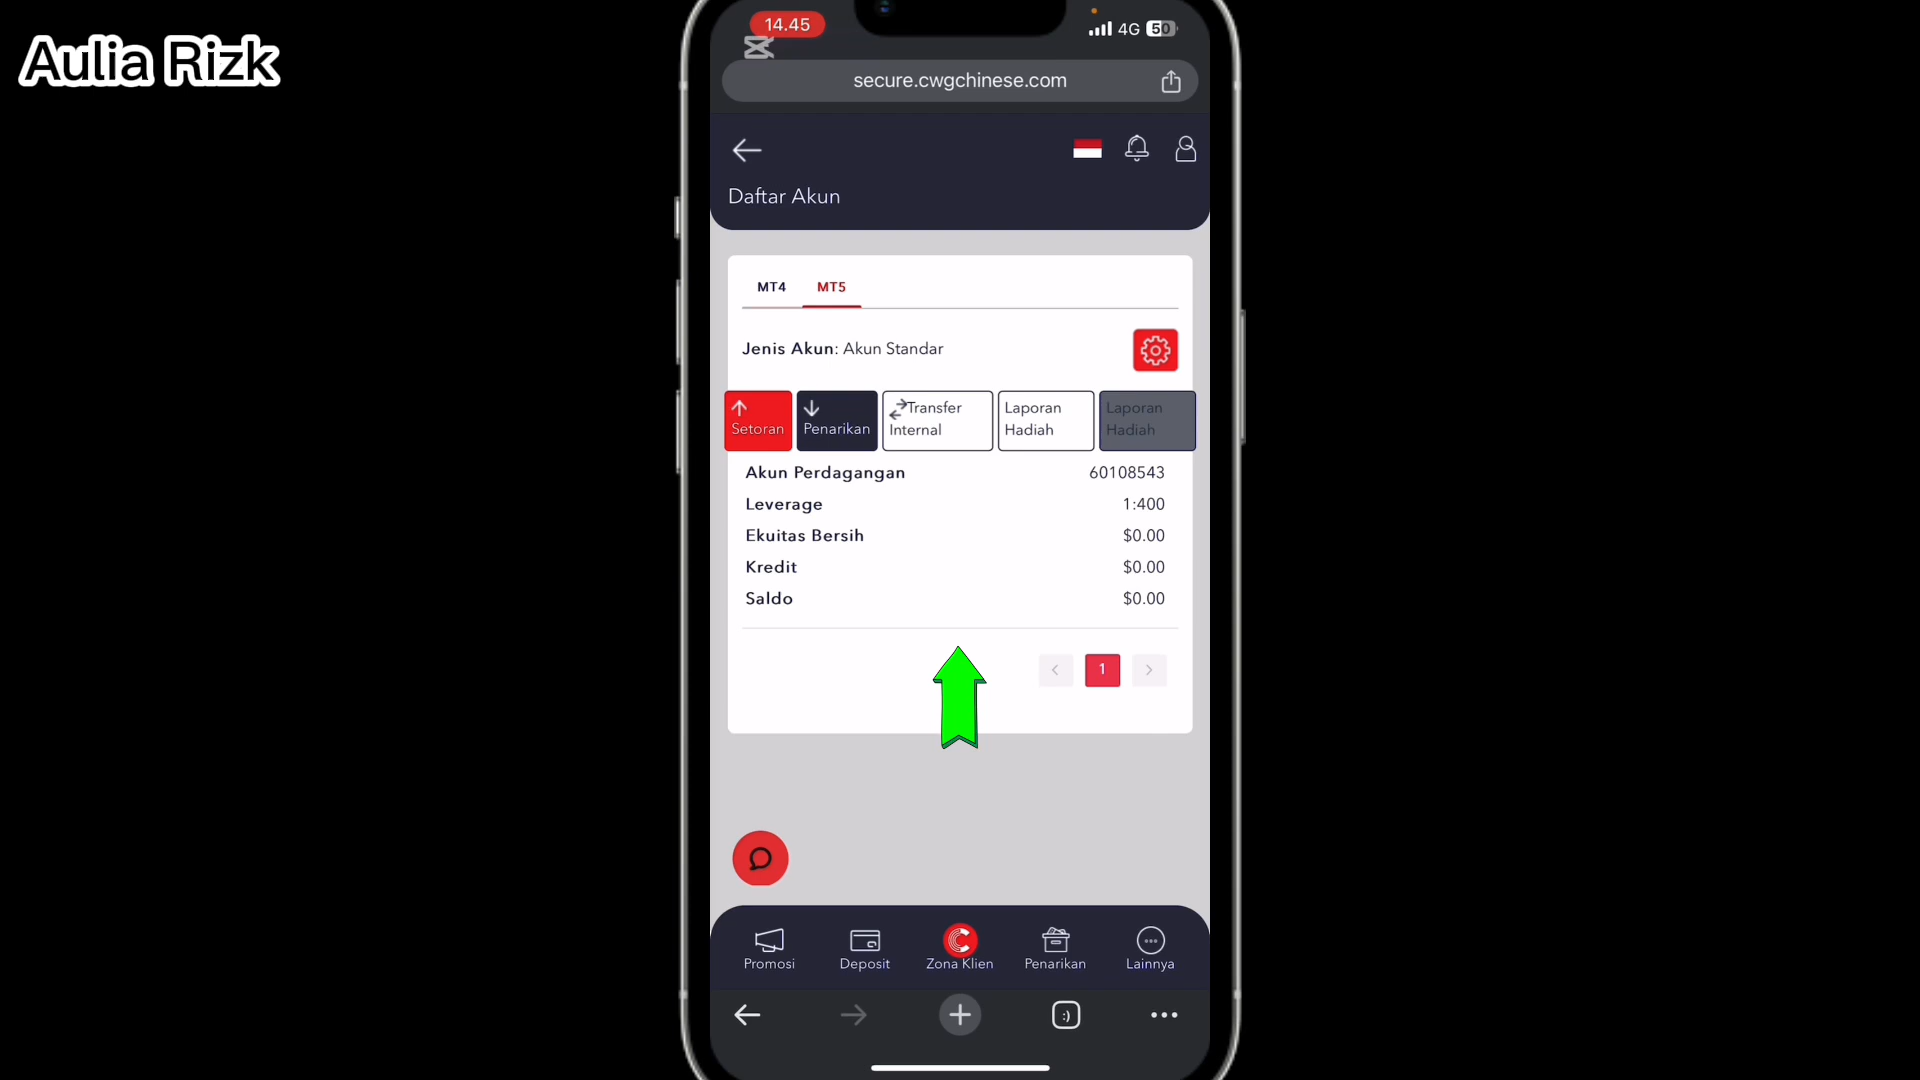 Aulia Rizk
14.45
4G 50
secure.cwgchinese.com
Daftar Akun
MT4 MT5
Jenis Akun: Akun Standar
Setoran
Penarikan
Transfer
Internal
Laporan
Hadiah
Laporan
Hadiah
Akun Perdagangan 60108543
Leverage 1:400
Ekuitas Bersih $0.00
Kredit $0.00
Saldo $0.00
1
Promosi Deposit Zona Klien Penarikan Lainnya
:)